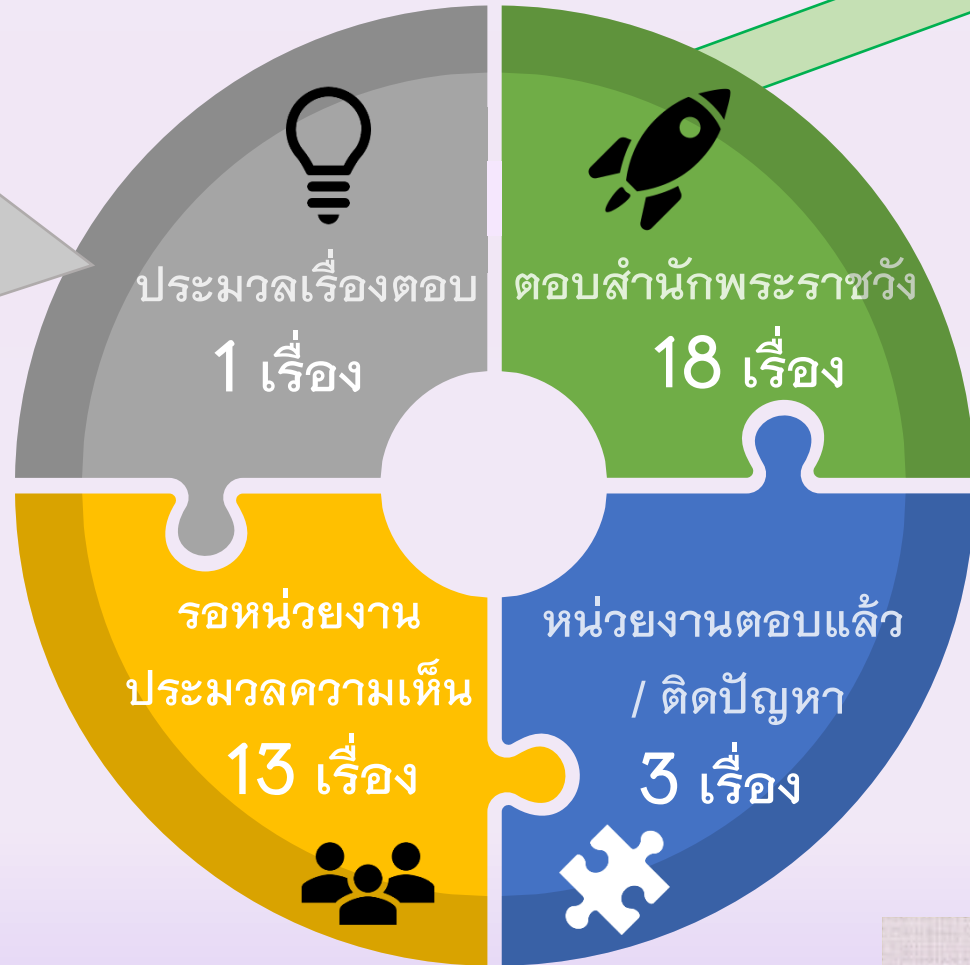 ประมวลเรื่องตอบ
1 เรื่อง
ตอบสำนักพระราชวัง
18 เรื่อง
รอหน่วยงาน
ประมวลความเห็น
13 เรื่อง
หน่วยงานตอบแล้ว
/ ติดปัญหา
3 เรื่อง